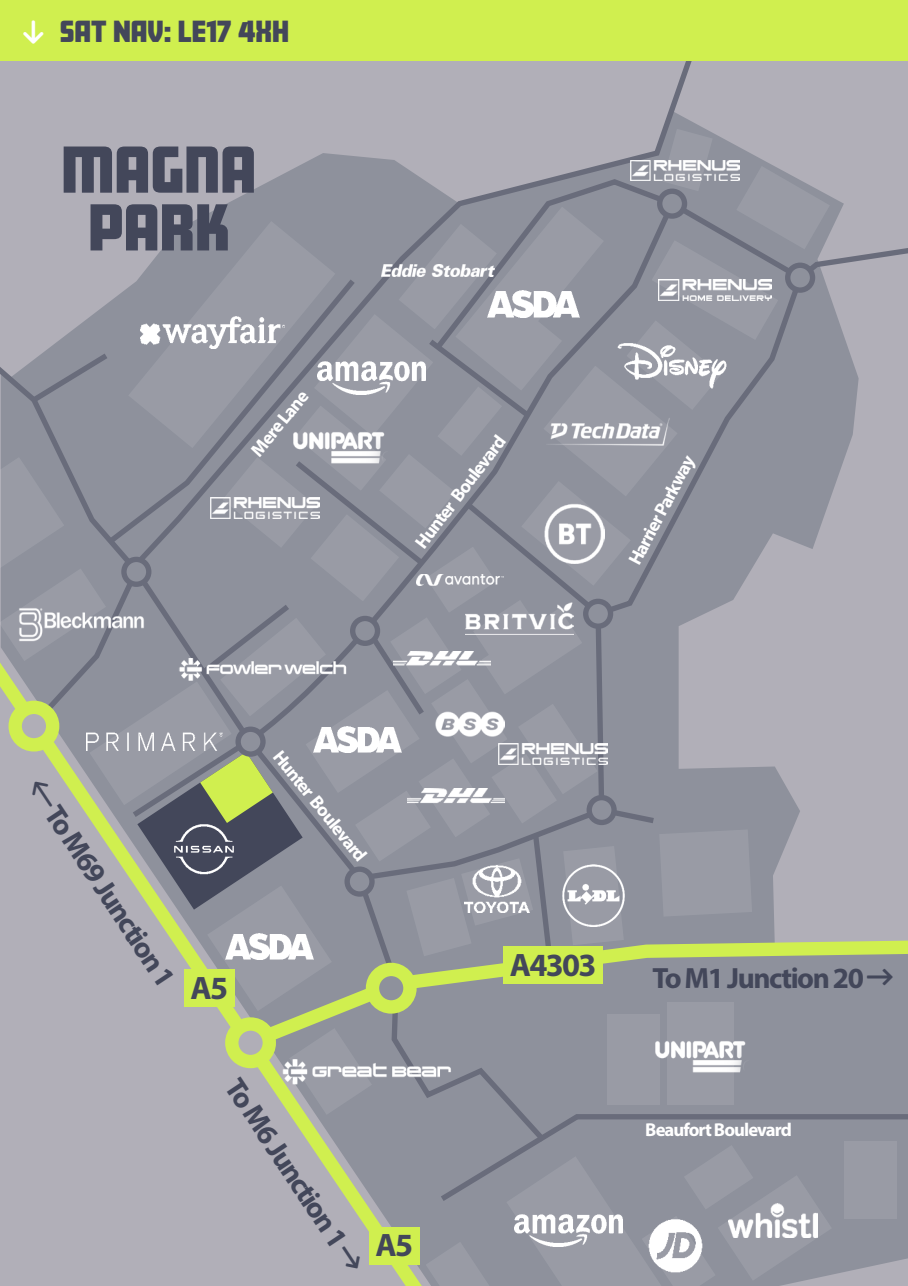 SAT NAV: LE17 4XH
MAGNA
PARK
RHENUS
LOGISTICS
Eddie Stobart
ASDA
RHENUS
HOME DELIVERY
wayfair
amazon
DISNEY
Mere Lane
UNIPART
TechData
Hunter Boulevard
Harrier Parkway
RHENUS
LOGISTICS
BT
avantor
Bleckmann
BRITVIC
fowler welch
DHL
PRIMARK®
ASDA
BSS
RHENUS
LOGISTICS
Hunter Boulevard
DHL
NISSAN
To M69 Junction 1
TOYOTA
LIDL
ASDA
A4303
To M1 Junction 20
A5
UNIPART
Great Bear
To M6 Junction 1
Beaufort Boulevard
amazon
JD
whistl
A5